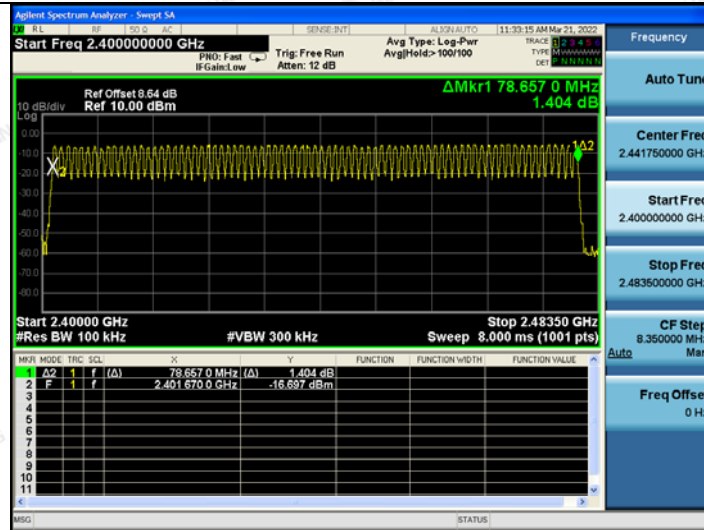 Agilent Spectrum Analyzer - Swept SA
RL RF 50 Ω AC SENSE:INT ALIGN AUTO 11:33:15 AM Mar 21, 2022
Start Freq 2.400000000 GHz
PNO: Fast
IFGain:Low
Trig: Free Run
Atten: 12 dB
Avg Type: Log-Pwr
Avg|Hold:>100/100
TRACE 1 2 3 4 5 6
TYPE M
DET P N N N N N
Ref Offset 8.64 dB
10 dB/div Ref 10.00 dBm
Log
ΔMkr1 78.657 0 MHz
1.404 dB
0.00
-10.0
-20.0
-30.0
-40.0
-50.0
-60.0
-70.0
-80.0
2
1Δ2
Start 2.40000 GHz Stop 2.48350 GHz
#Res BW 100 kHz #VBW 300 kHz Sweep 8.000 ms (1001 pts)
MKR MODE TRC SCL X Y FUNCTION FUNCTION WIDTH FUNCTION VALUE
1 Δ2 1 f (Δ) 78.657 0 MHz (Δ) 1.404 dB
2 F 1 f 2.401 670 0 GHz -16.697 dBm
3
4
5
6
7
8
9
10
11
MSG STATUS
Frequency
Auto Tune
Center Freq
2.441750000 GHz
Start Freq
2.400000000 GHz
Stop Freq
2.483500000 GHz
CF Step
8.350000 MHz
Auto Man
Freq Offset
0 Hz